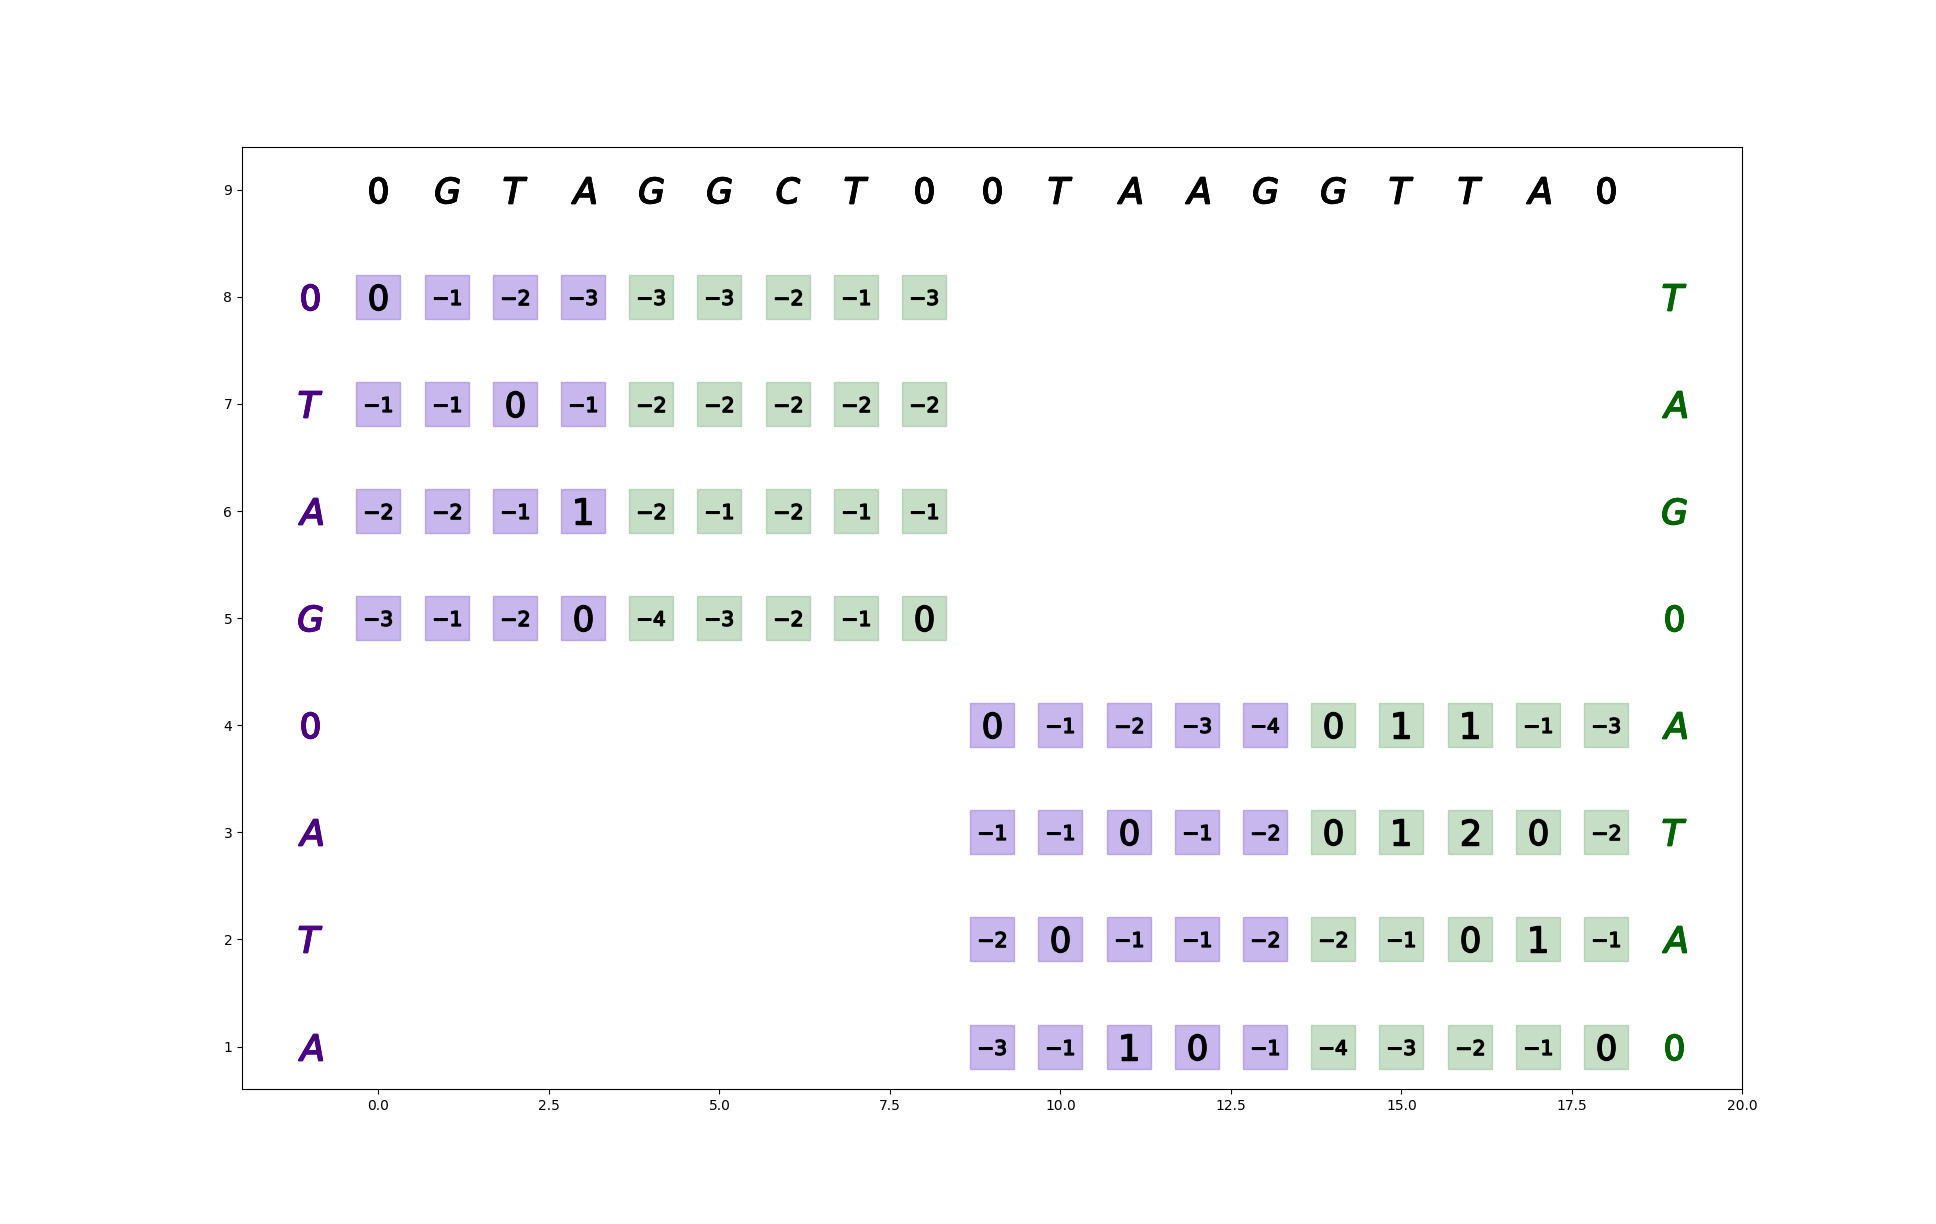 9 0 G T A G G C T 0 0 T A A G G T T A 0
8 0 0 −1 −2 −3 −3 −3 −2 −1 −3 T
7 T −1 −1 0 −1 −2 −2 −2 −2 −2 A
6 A −2 −2 −1 1 −2 −1 −2 −1 −1 G
5 G −3 −1 −2 0 −4 −3 −2 −1 0 0
4 0 0 −1 −2 −3 −4 0 1 1 −1 −3 A
3 A −1 −1 0 −1 −2 0 1 2 0 −2 T
2 T −2 0 −1 −1 −2 −2 −1 0 1 −1 A
1 A −3 −1 1 0 −1 −4 −3 −2 −1 0 0
0.0 2.5 5.0 7.5 10.0 12.5 15.0 17.5 20.0